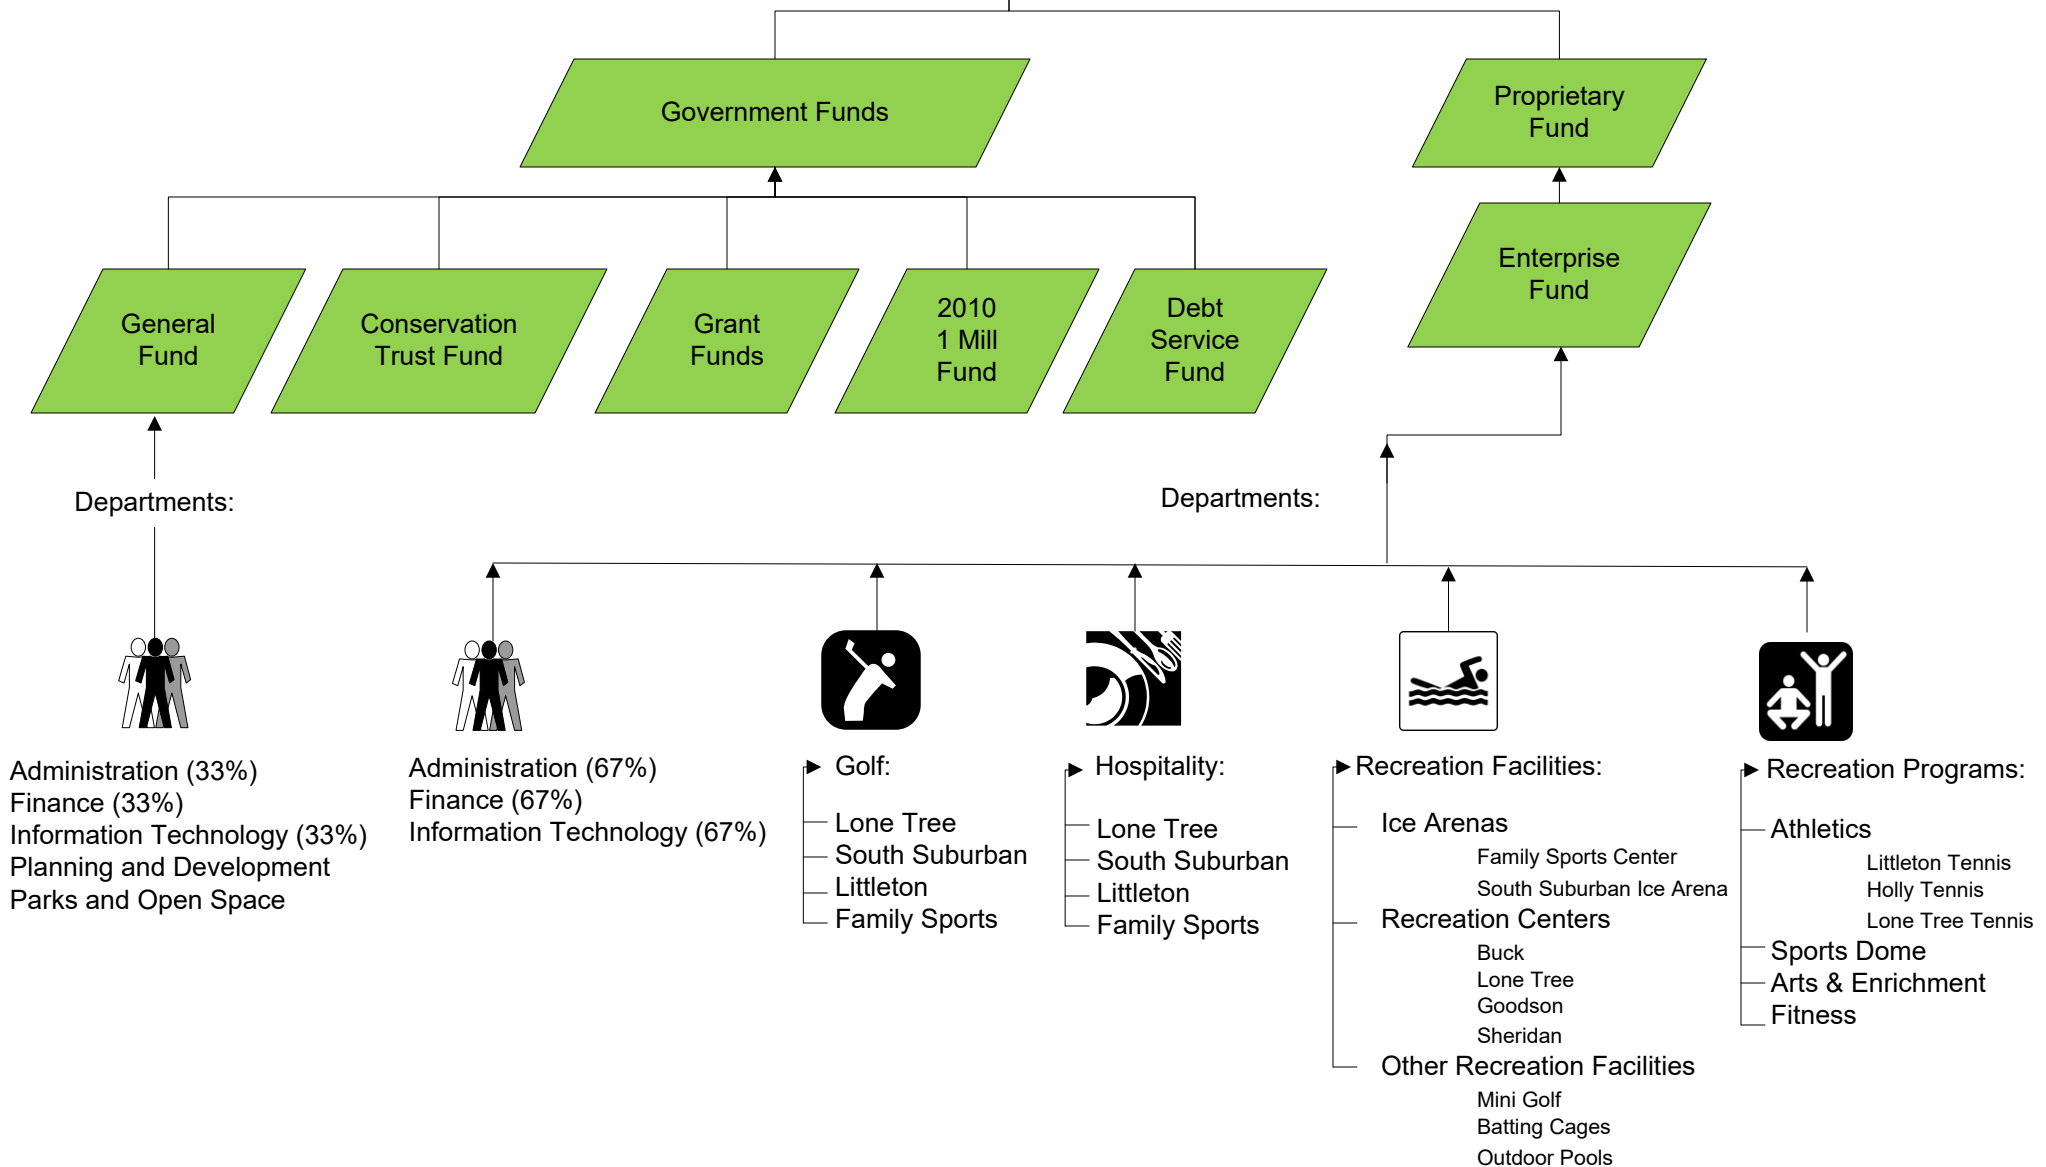 Government Funds
Proprietary
Fund
Enterprise
Fund
General
Fund
Conservation
Trust Fund
Grant
Funds
2010
1 Mill
Fund
Debt
Service
Fund
Departments:
Departments:
Administration (33%)
Finance (33%)
Information Technology (33%)
Planning and Development
Parks and Open Space
Administration (67%)
Finance (67%)
Information Technology (67%)
Golf:
Lone Tree
South Suburban
Littleton
Family Sports
Hospitality:
Lone Tree
South Suburban
Littleton
Family Sports
Recreation Facilities:
Ice Arenas
Family Sports Center
South Suburban Ice Arena
Recreation Centers
Buck
Lone Tree
Goodson
Sheridan
Other Recreation Facilities
Mini Golf
Batting Cages
Outdoor Pools
Recreation Programs:
Athletics
Littleton Tennis
Holly Tennis
Lone Tree Tennis
Sports Dome
Arts & Enrichment
Fitness